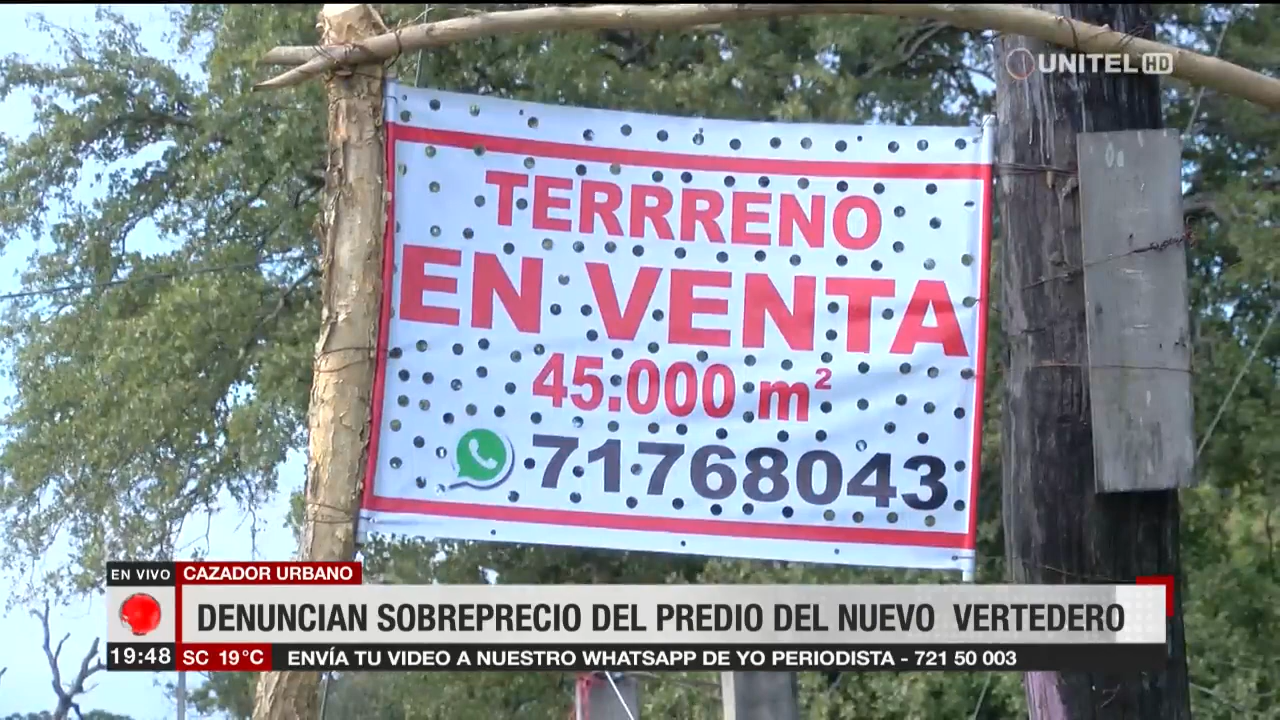 UNITEL HD
TERRRENO
EN VENTA
45.000 m²
71768043
EN VIVO CAZADOR URBANO
DENUNCIAN SOBREPRECIO DEL PREDIO DEL NUEVO VERTEDERO
19:48 SC 19°C ENVÍA TU VIDEO A NUESTRO WHATSAPP DE YO PERIODISTA - 721 50 003